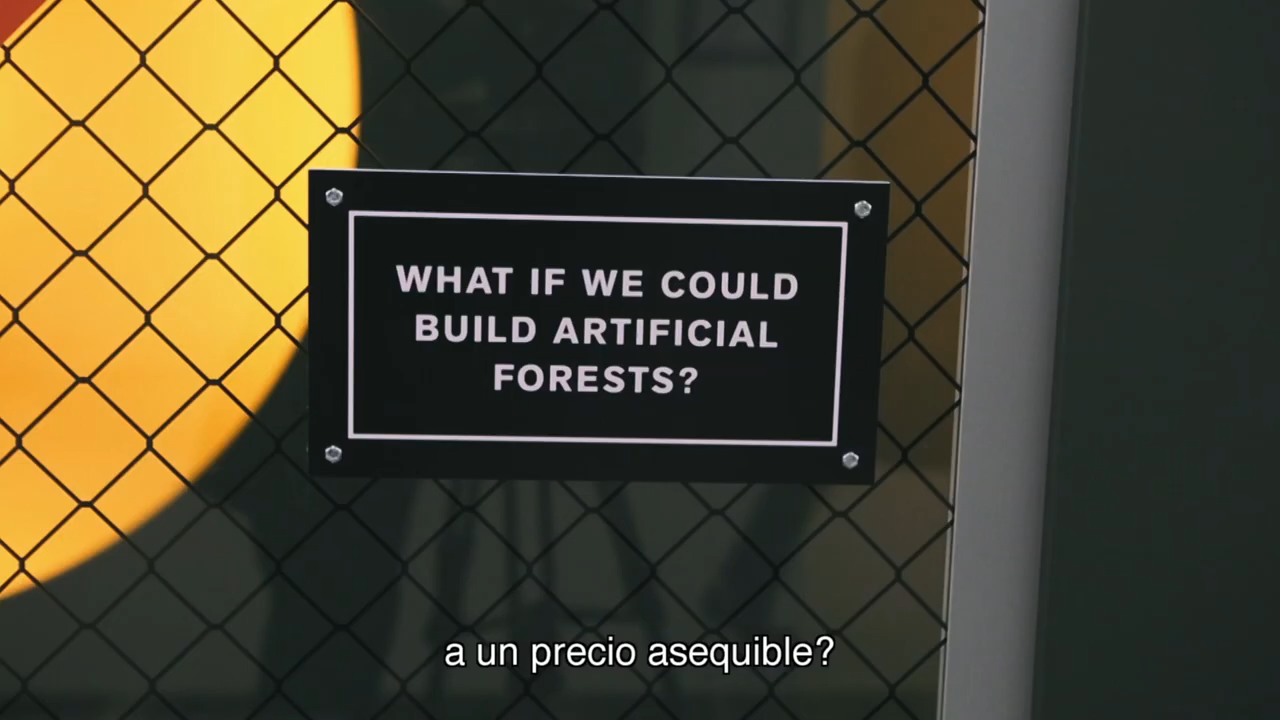 WHAT IF WE COULD
BUILD ARTIFICIAL
FORESTS?
a un precio asequible?